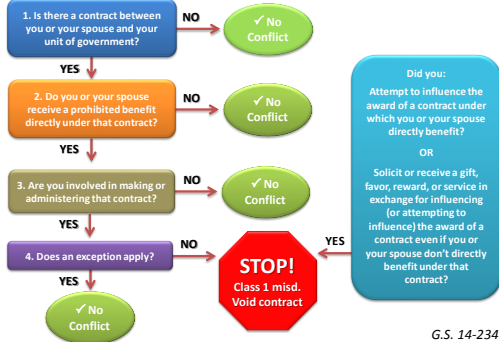 1. Is there a contract between
you or your spouse and your
unit of government?
NO
✓ No
Conflict
YES
2. Do you or your spouse
receive a prohibited benefit
directly under that contract?
NO
✓ No
Conflict
YES
3. Are you involved in making or
administering that contract?
NO
✓ No
Conflict
YES
4. Does an exception apply?
NO
STOP!
Class 1 misd.
Void contract
YES
✓ No
Conflict
Did you:
Attempt to influence the
award of a contract under
which you or your spouse
directly benefit?
OR
Solicit or receive a gift,
favor, reward, or service in
exchange for influencing
(or attempting to
influence) the award of a
contract even if you or
your spouse don't directly
benefit under that
contract?
YES
G.S. 14-234